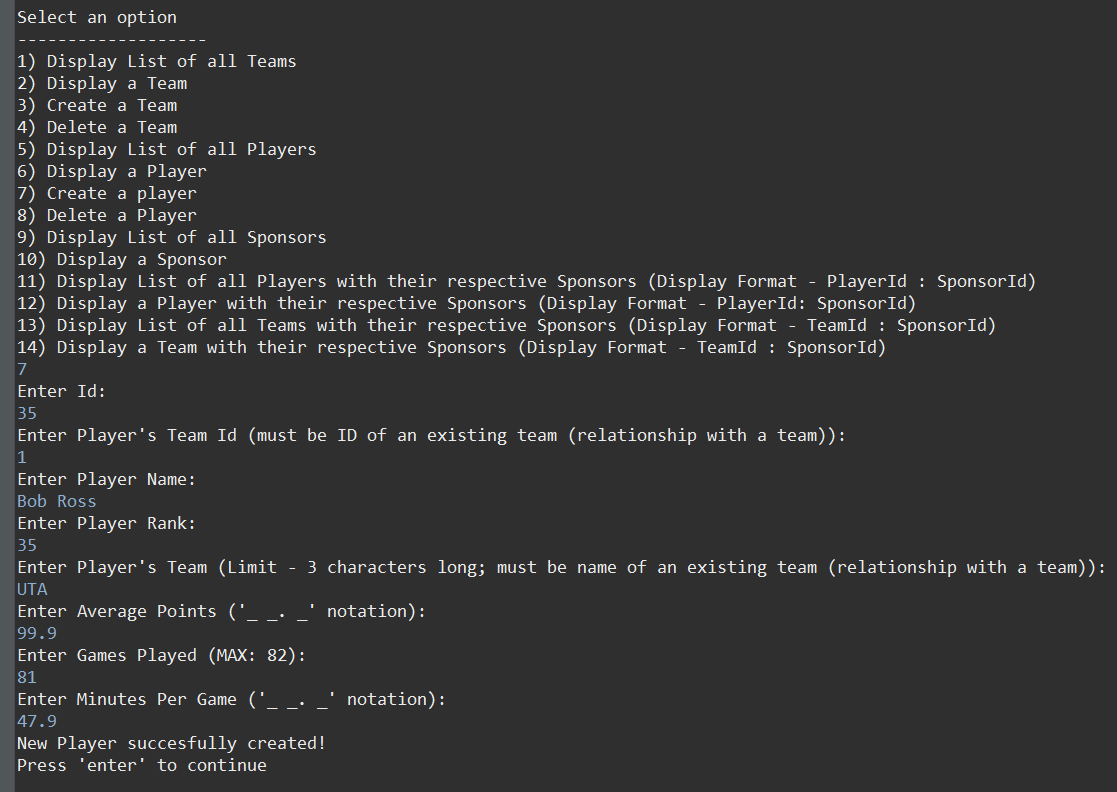 Select an option
-------------------
1) Display List of all Teams
2) Display a Team
3) Create a Team
4) Delete a Team
5) Display List of all Players
6) Display a Player
7) Create a player
8) Delete a Player
9) Display List of all Sponsors
10) Display a Sponsor
11) Display List of all Players with their respective Sponsors (Display Format - PlayerId : SponsorId)
12) Display a Player with their respective Sponsors (Display Format - PlayerId: SponsorId)
13) Display List of all Teams with their respective Sponsors (Display Format - TeamId : SponsorId)
14) Display a Team with their respective Sponsors (Display Format - TeamId : SponsorId)
7
Enter Id:
35
Enter Player's Team Id (must be ID of an existing team (relationship with a team)):
1
Enter Player Name:
Bob Ross
Enter Player Rank:
35
Enter Player's Team (Limit - 3 characters long; must be name of an existing team (relationship with a team)):
UTA
Enter Average Points ('_ _. _' notation):
99.9
Enter Games Played (MAX: 82):
81
Enter Minutes Per Game ('_ _. _' notation):
47.9
New Player succesfully created!
Press 'enter' to continue